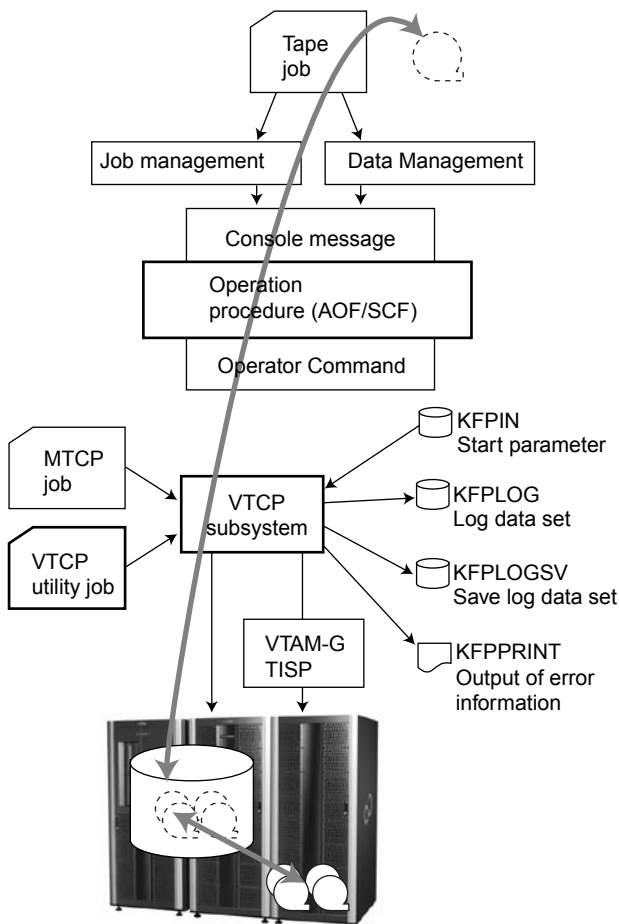 Tape
job
Job management
Data Management
Console message
Operation
procedure (AOF/SCF)
Operator Command
KFPIN
Start parameter
MTCP
job
VTCP
subsystem
KFPLOG
Log data set
VTCP
utility job
KFPLOGSV
Save log data set
VTAM-G
TISP
KFPPRINT
Output of error
information